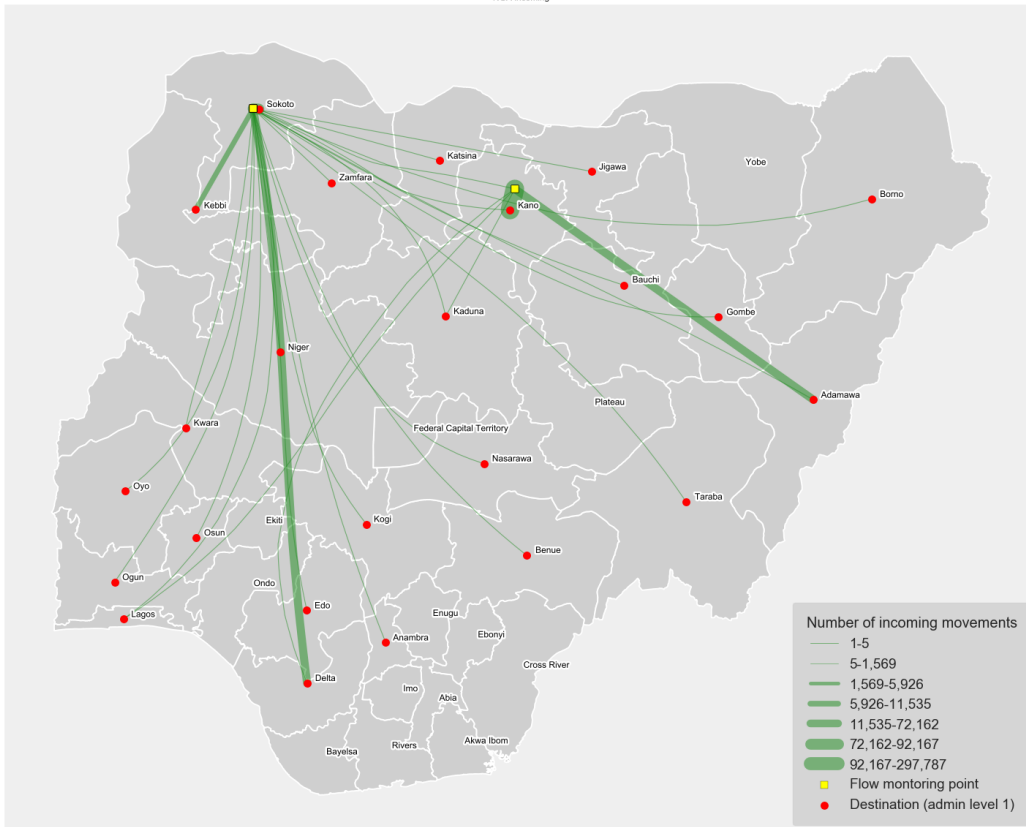 Sokoto
Katsina
Jigawa
Yobe
Zamfara
Borno
Kebbi
Kano
Bauchi
Kaduna
Gombe
Niger
Adamawa
Plateau
Kwara
Federal Capital Territory
Nasarawa
Oyo
Taraba
Ekiti
Kogi
Osun
Benue
Ogun
Ondo
Edo
Lagos
Enugu
Anambra
Ebonyi
Cross River
Delta
Imo
Abia
Bayelsa
Rivers
Akwa Ibom
Number of incoming movements
1-5
5-1,569
1,569-5,926
5,926-11,535
11,535-72,162
72,162-92,167
92,167-297,787
Flow montoring point
Destination (admin level 1)